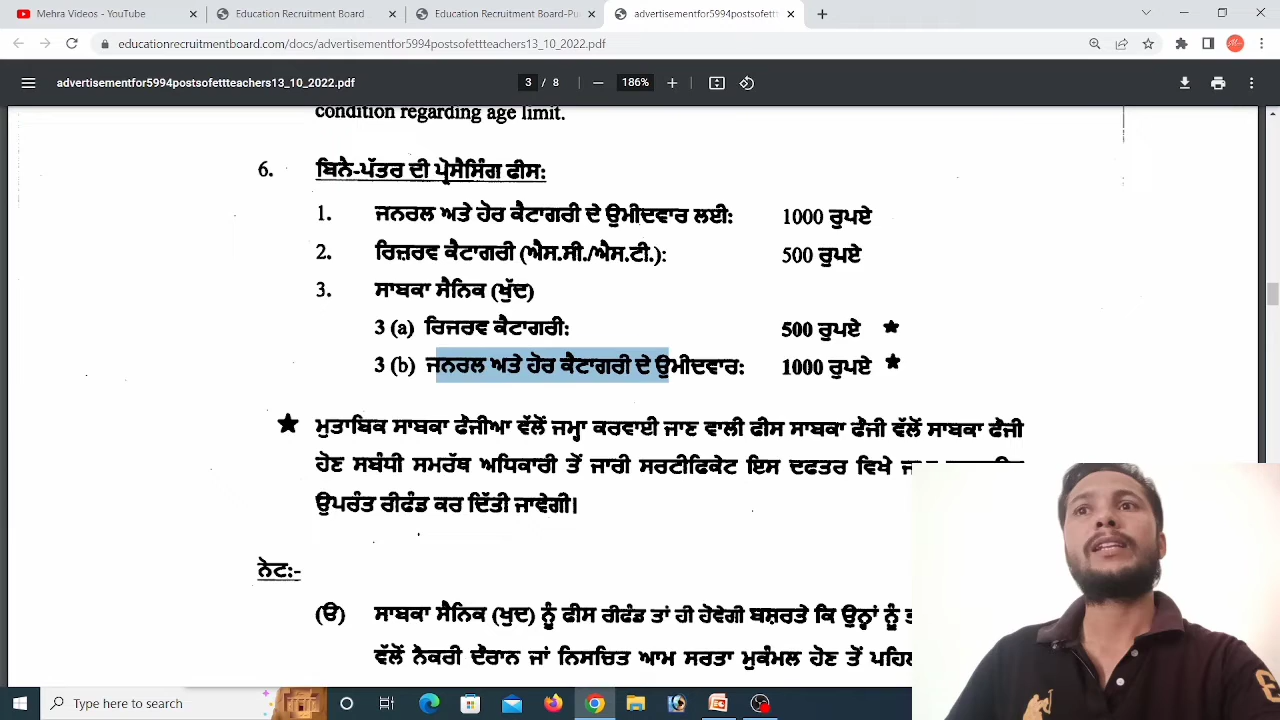 Mehra Videos - YouTube
Education Recruitment Board
Education Recruitment Board-Pu
advertisementfor5994postsofettt
educationrecruitmentboard.com/docs/advertisementfor5994postsofettteachers13_10_2022.pdf
advertisementfor5994postsofettteachers13_10_2022.pdf
3 / 8
186%
condition regarding age limit.
6. ਬਿਨੈ-ਪੱਤਰ ਦੀ ਪ੍ਰੋਸੈਸਿੰਗ ਫੀਸ:
1. ਜਨਰਲ ਅਤੇ ਹੋਰ ਕੈਟਾਗਰੀ ਦੇ ਉਮੀਦਵਾਰ ਲਈ: 1000 ਰੁਪਏ
2. ਰਿਜ਼ਰਵ ਕੈਟਾਗਰੀ (ਐਸ.ਸੀ./ਐਸ.ਟੀ.): 500 ਰੁਪਏ
3. ਸਾਬਕਾ ਸੈਨਿਕ (ਖੁੱਦ)
3 (a) ਰਿਜਰਵ ਕੈਟਾਗਰੀ: 500 ਰੁਪਏ ★
3 (b) ਜਨਰਲ ਅਤੇ ਹੋਰ ਕੈਟਾਗਰੀ ਦੇ ਉਮੀਦਵਾਰ: 1000 ਰੁਪਏ ★
★ ਮੁਤਾਬਿਕ ਸਾਬਕਾ ਫੌਜੀਆ ਵੱਲੋਂ ਜਮ੍ਹਾ ਕਰਵਾਈ ਜਾਣ ਵਾਲੀ ਫੀਸ ਸਾਬਕਾ ਫੌਜੀ ਵੱਲੋਂ ਸਾਬਕਾ ਫੌਜੀ
ਹੋਣ ਸਬੰਧੀ ਸਮਰੱਥ ਅਧਿਕਾਰੀ ਤੋਂ ਜਾਰੀ ਸਰਟੀਫਿਕੇਟ ਇਸ ਦਫਤਰ ਵਿਖੇ
ਉਪਰੰਤ ਰੀਫੰਡ ਕਰ ਦਿੱਤੀ ਜਾਵੇਗੀ।
ਨੋਟ:-
(ੳ) ਸਾਬਕਾ ਸੈਨਿਕ (ਖੁਦ) ਨੂੰ ਫੀਸ ਰੀਫੰਡ ਤਾਂ ਹੀ ਹੋਵੇਗੀ ਬਸ਼ਰਤੇ ਕਿ ਉਨ੍ਹਾਂ ਨੂੰ
ਵੱਲੋਂ ਨੌਕਰੀ ਦੌਰਾਨ ਜਾਂ ਨਿਸਚਿਤ ਆਮ ਸਰਤਾ ਮੁਕੰਮਲ ਹੋਣ ਤੋਂ
Type here to search